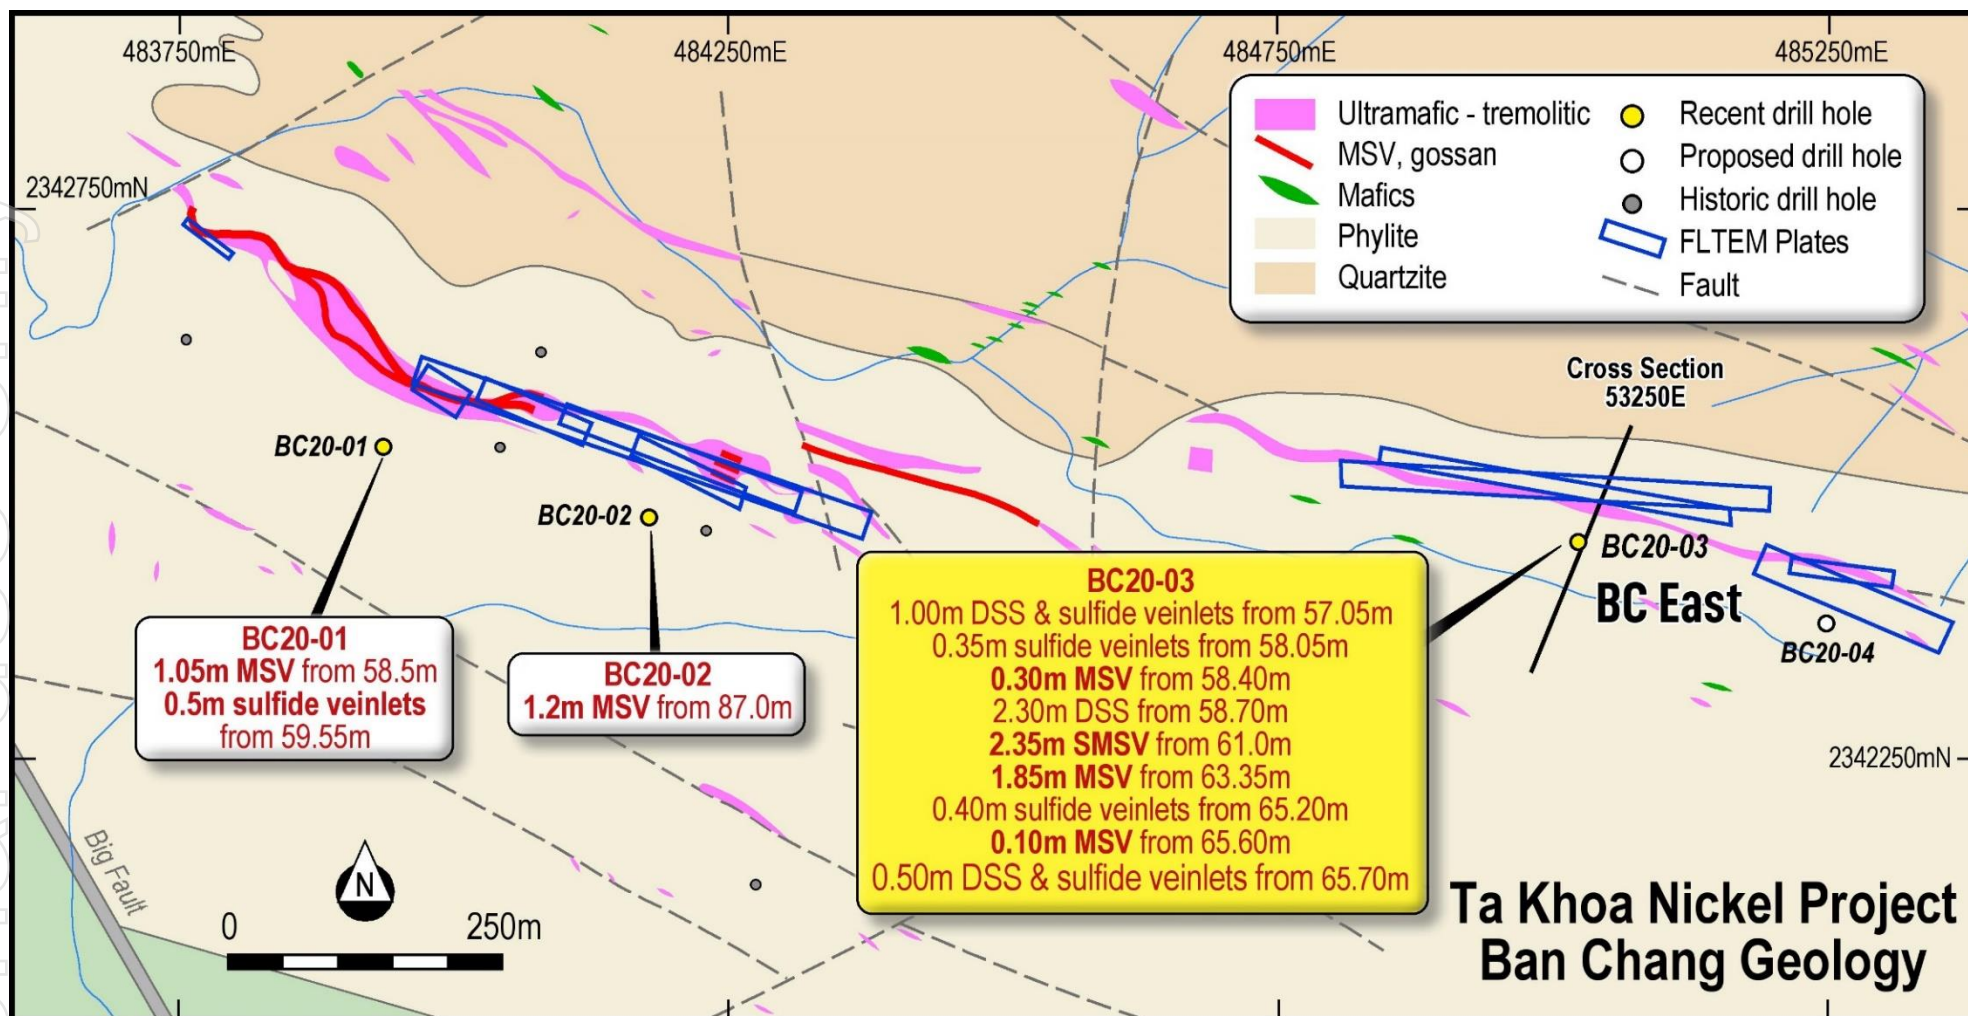 483750mE
484250mE
484750mE
485250mE
2342750mN
Ultramafic - tremolitic
MSV, gossan
Mafics
Phylite
Quartzite
Recent drill hole
Proposed drill hole
Historic drill hole
FLTEM Plates
Fault
Cross Section
53250E
BC20-01
BC20-02
BC20-03
BC East
BC20-04
BC20-01
1.05m MSV from 58.5m
0.5m sulfide veinlets
from 59.55m
BC20-02
1.2m MSV from 87.0m
BC20-03
1.00m DSS & sulfide veinlets from 57.05m
0.35m sulfide veinlets from 58.05m
0.30m MSV from 58.40m
2.30m DSS from 58.70m
2.35m SMSV from 61.0m
1.85m MSV from 63.35m
0.40m sulfide veinlets from 65.20m
0.10m MSV from 65.60m
0.50m DSS & sulfide veinlets from 65.70m
2342250mN
Big Fault
N
0 250m
Ta Khoa Nickel Project
Ban Chang Geology